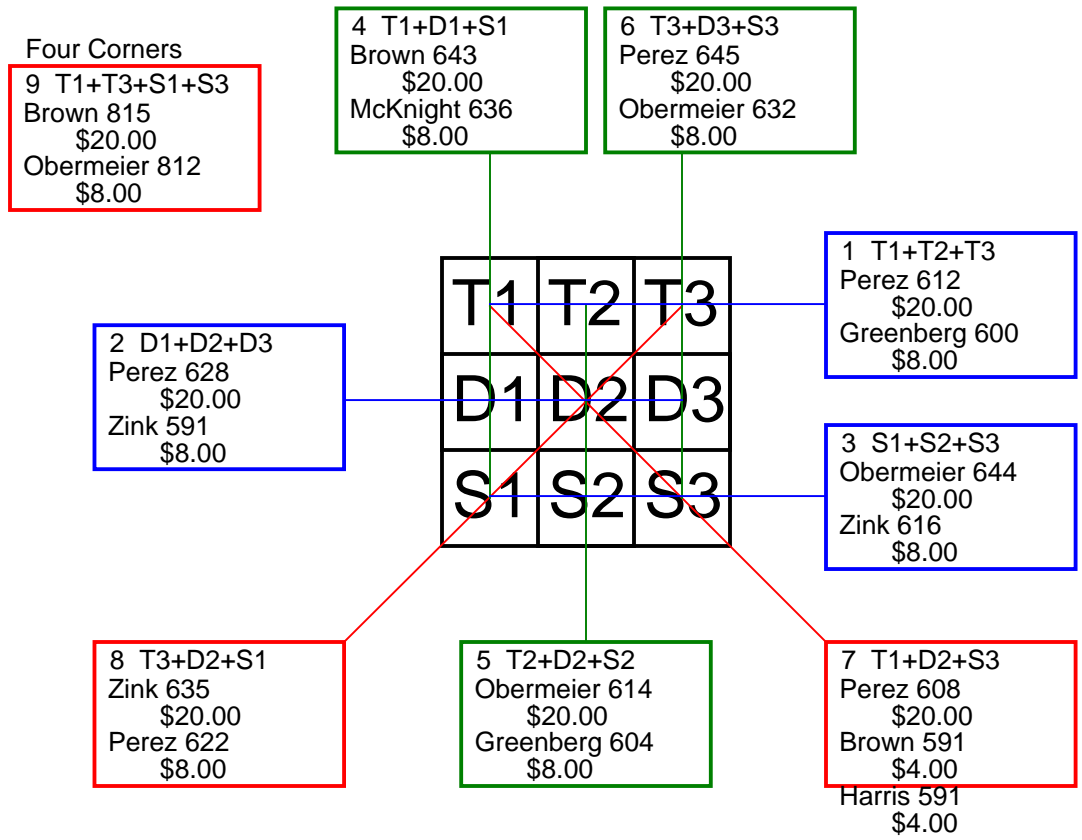 Four Corners
9 T1+T3+S1+S3
Brown 815
$20.00
Obermeier 812
$8.00
4 T1+D1+S1
Brown 643
$20.00
McKnight 636
$8.00
6 T3+D3+S3
Perez 645
$20.00
Obermeier 632
$8.00
1 T1+T2+T3
Perez 612
$20.00
Greenberg 600
$8.00
2 D1+D2+D3
Perez 628
$20.00
Zink 591
$8.00
T1 T2 T3
D1 D2 D3
S1 S2 S3
3 S1+S2+S3
Obermeier 644
$20.00
Zink 616
$8.00
8 T3+D2+S1
Zink 635
$20.00
Perez 622
$8.00
5 T2+D2+S2
Obermeier 614
$20.00
Greenberg 604
$8.00
7 T1+D2+S3
Perez 608
$20.00
Brown 591
$4.00
Harris 591
$4.00